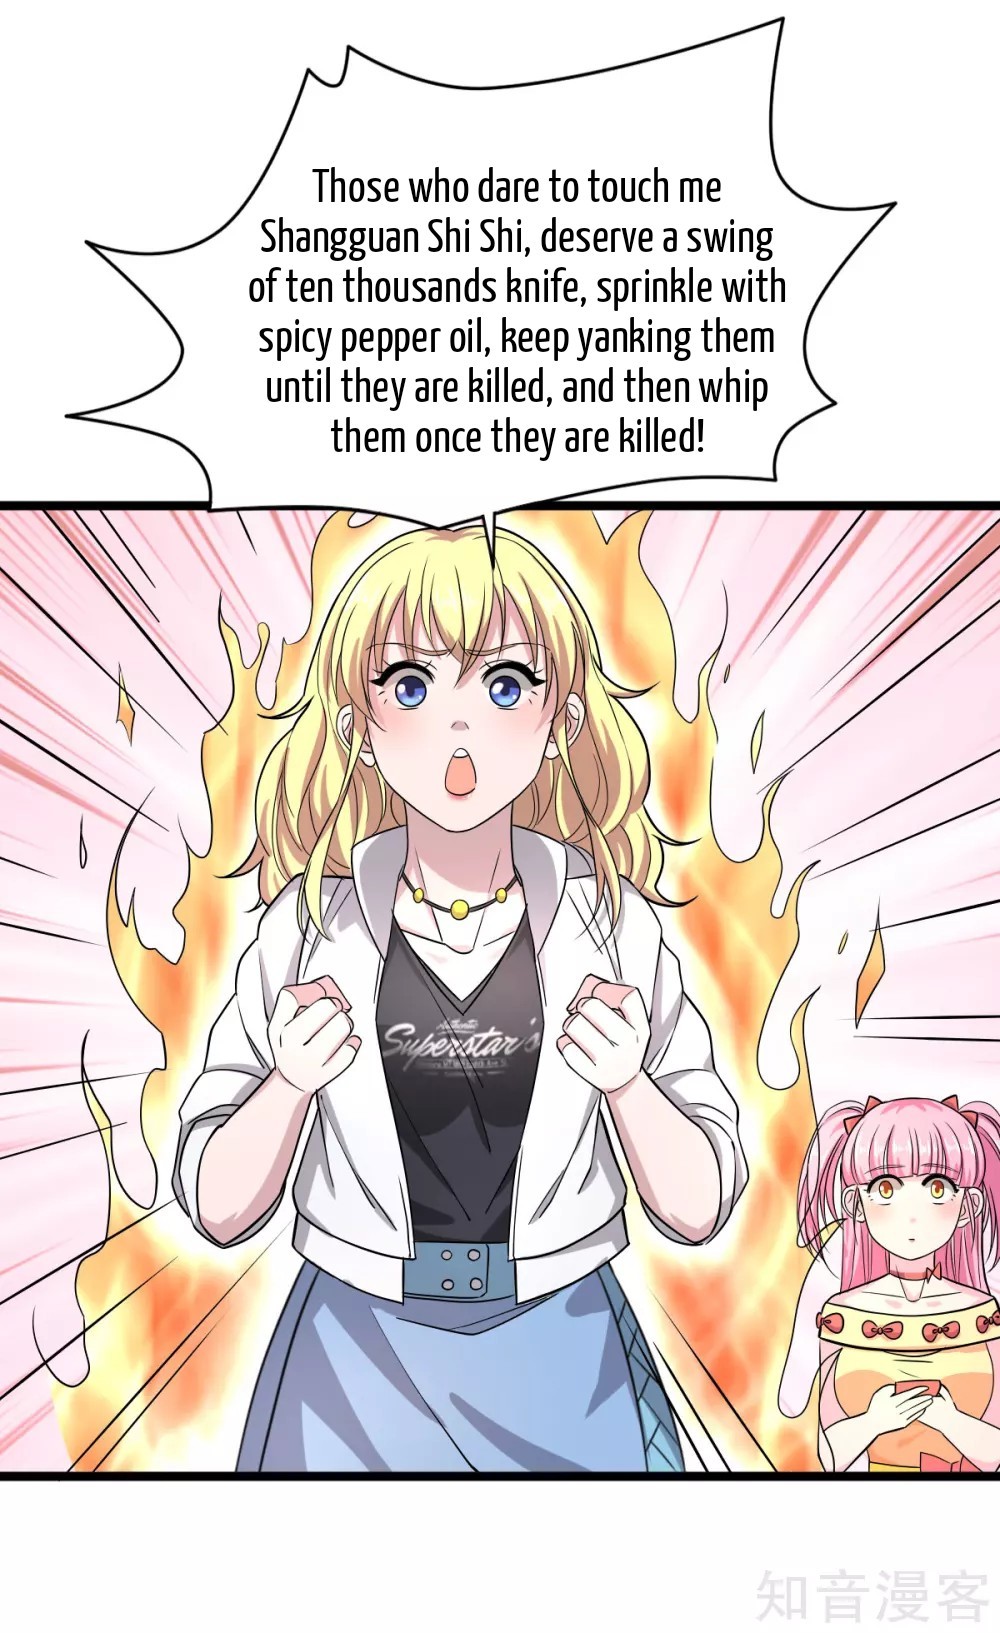 Those who dare to touch me
Shangguan Shi Shi, deserve a swing
of ten thousands knife, sprinkle with
spicy pepper oil, keep yanking them
until they are killed, and then whip
them once they are killed!
Authentic
Superstar's
知音漫客